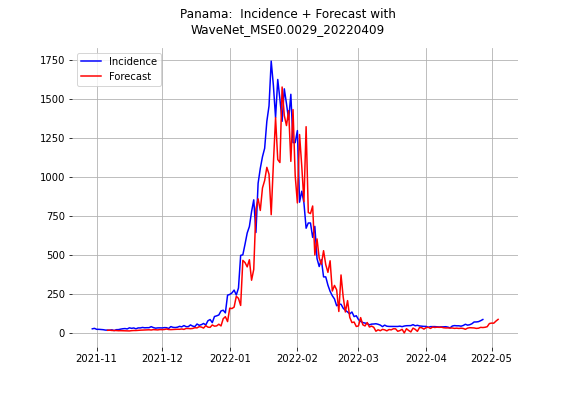 Panama:  Incidence + Forecast with
WaveNet_MSE0.0029_20220409
Incidence
Forecast
1750
1500
1250
1000
750
500
250
0
2021-11 2021-12 2022-01 2022-02 2022-03 2022-04 2022-05